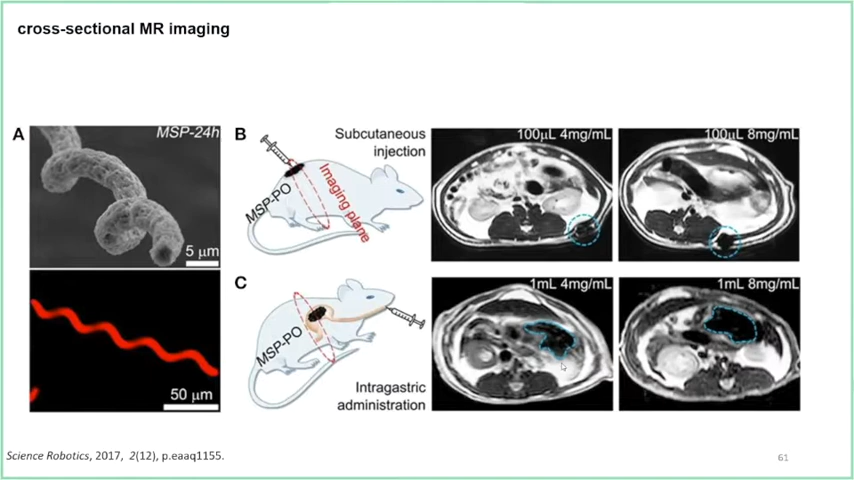 cross-sectional MR imaging
A
MSP-24h
5 μm
50 μm
B
Subcutaneous
injection
MSP-PO
Imaging plane
100μL 4mg/mL
100μL 8mg/mL
C
MSP-PO
Intragastric
administration
1mL 4mg/mL
1mL 8mg/mL
Science Robotics, 2017, 2(12), p.eaaq1155.
61